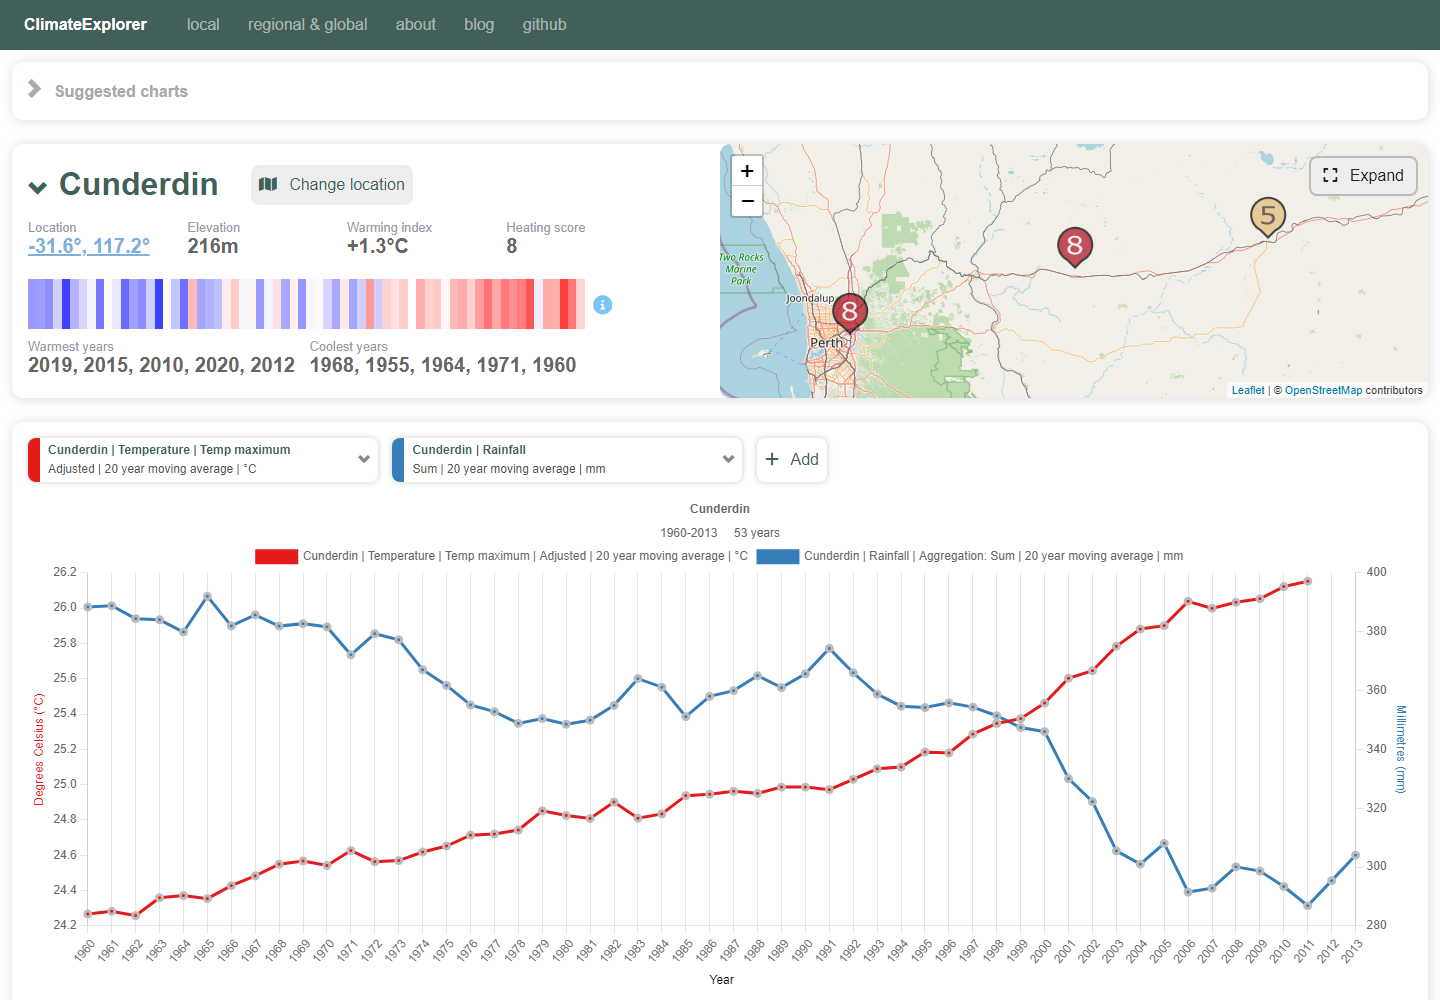 ClimateExplorer local regional & global about blog github
Suggested charts
Cunderdin Change location
Location Elevation Warming index Heating score
-31.6°, 117.2° 216m +1.3°C 8
Warmest years Coolest years
2019, 2015, 2010, 2020, 2012 1968, 1955, 1964, 1971, 1960
+
−
Expand
5
8
8
Two Rocks
Marine
Park
Joondalup
Perth
Leaflet | © OpenStreetMap contributors
Cunderdin | Temperature | Temp maximum
Adjusted | 20 year moving average | °C
Cunderdin | Rainfall
Sum | 20 year moving average | mm
+ Add
Cunderdin
1960-2013 53 years
Cunderdin | Temperature | Temp maximum | Adjusted | 20 year moving average | °C
Cunderdin | Rainfall | Aggregation: Sum | 20 year moving average | mm
Degrees Celsius (°C)
26.2
26.0
25.8
25.6
25.4
25.2
25.0
24.8
24.6
24.4
24.2
400
380
360
340
320
300
280
Millimetres (mm)
1960 1961 1962 1963 1964 1965 1966 1967 1968 1969 1970 1971 1972 1973 1974 1975 1976 1977 1978 1979 1980 1981 1982 1983 1984 1985 1986 1987 1988 1989 1990 1991 1992 1993 1994 1995 1996 1997 1998 1999 2000 2001 2002 2003 2004 2005 2006 2007 2008 2009 2010 2011 2012 2013
Year